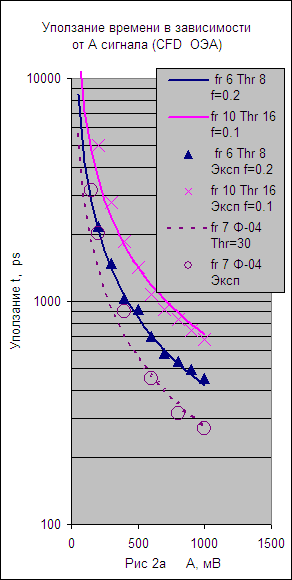 Уползание времени в зависимости
от А сигнала (CFD ОЭА)
10000
1000
100
Уползание t, ps
fr 6 Thr 8
f=0.2
fr 10 Thr 16
f=0.1
fr 6 Thr 8
Эксп f=0.2
fr 10 Thr 16
Эксп f=0.1
fr 7 Ф-04
Thr=30
fr 7 Ф-04
Эксп
0 500 1000 1500
Рис 2а А, мВ